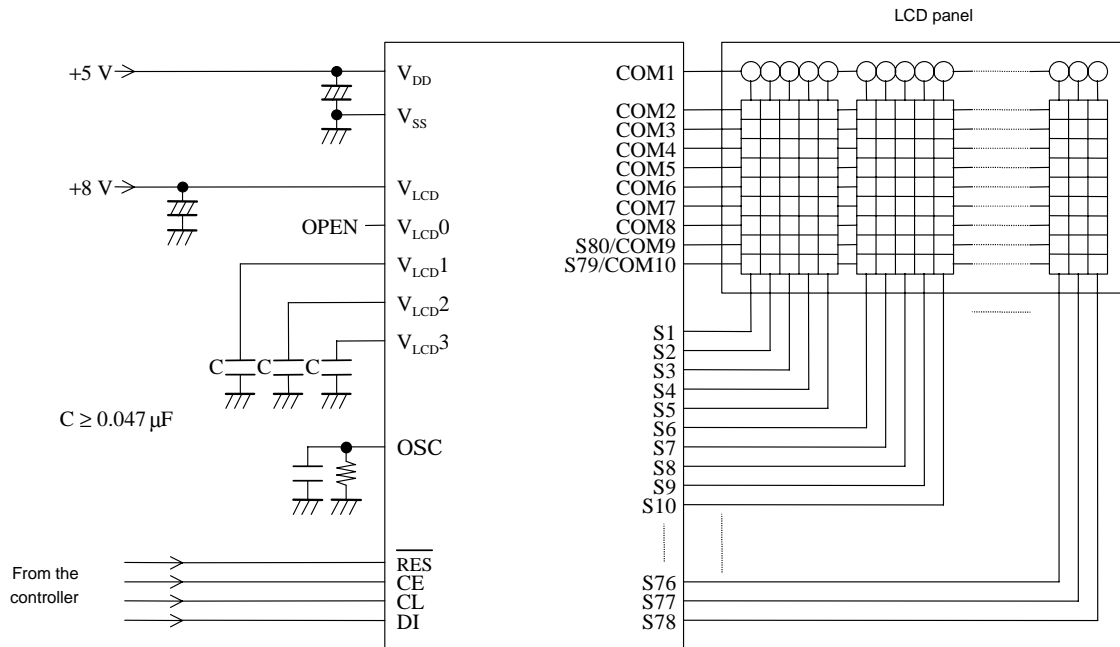 LCD panel
+5 V
VDD
COM1
VSS
COM2
COM3
COM4
COM5
+8 V
VLCD
COM6
COM7
OPEN
VLCD0
COM8
S80/COM9
VLCD1
S79/COM10
VLCD2
S1
VLCD3
S2
C
C
C
S3
S4
S5
C ≥ 0.047 μF
S6
OSC
S7
S8
S9
S10
From the
controller
RES
CE
CL
DI
S76
S77
S78